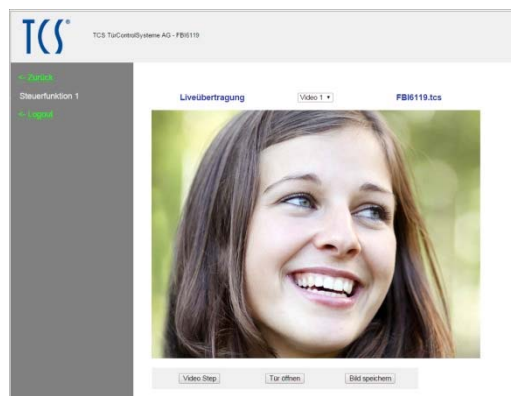 TCS
TCS TürControlSysteme AG - FBI6119
<- Zurück
Steuerfunktion 1
<- Logout
Liveübertragung Video 1 FBI6119.tcs
Video Step Tür öffnen Bild speichern